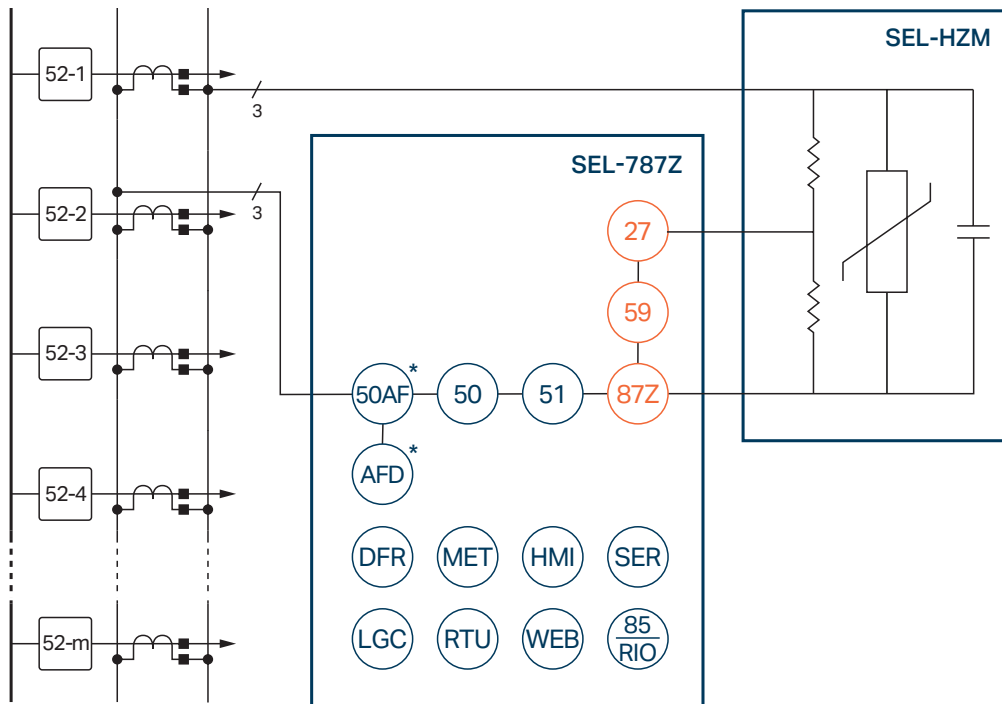 SEL-HZM
52-1
3
SEL-787Z
52-2
3
27
59
52-3
50AF*
50
51
87Z
AFD*
52-4
DFR
MET
HMI
SER
52-m
LGC
RTU
WEB
85
RIO